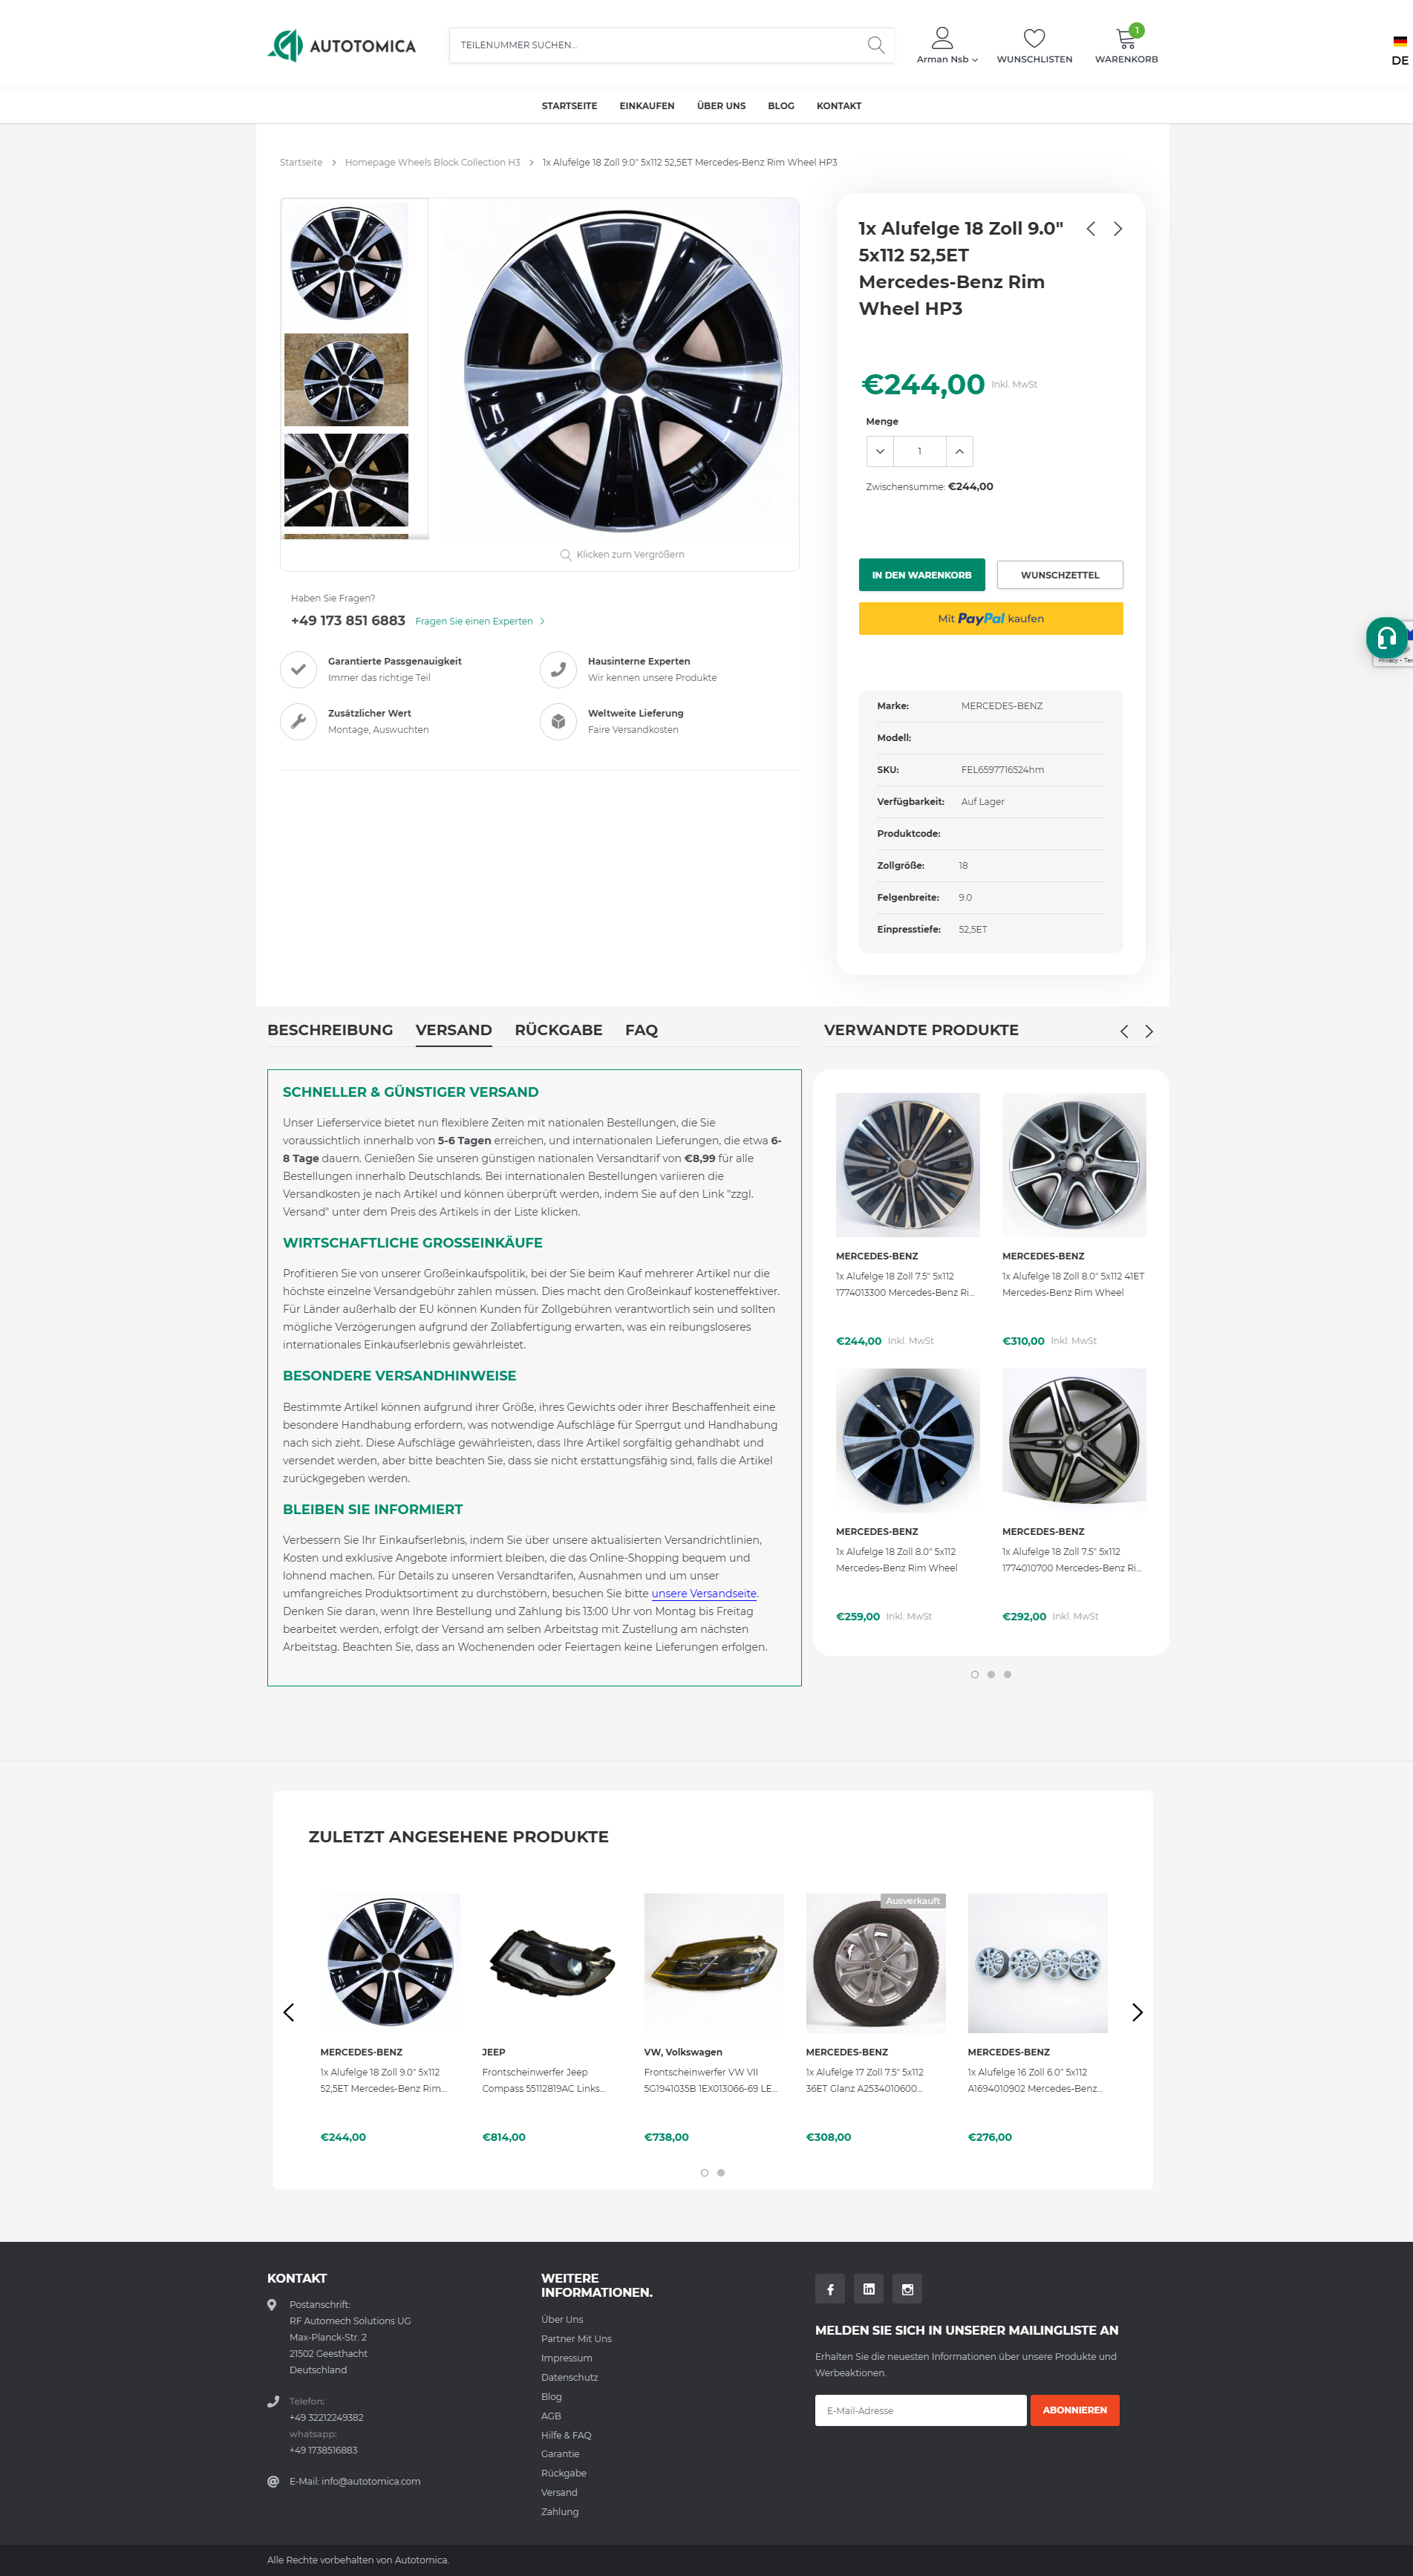 AUTOTOMICA
TEILENUMMER SUCHEN...
Arman Nsb
WUNSCHLISTEN
1
WARENKORB
DE
STARTSEITE
EINKAUFEN
ÜBER UNS
BLOG
KONTAKT
Startseite
Homepage Wheels Block Collection H3
1x Alufelge 18 Zoll 9.0" 5x112 52,5ET Mercedes-Benz Rim Wheel HP3
1x Alufelge 18 Zoll 9.0"
5x112 52,5ET
Mercedes-Benz Rim
Wheel HP3
€244,00 Inkl. MwSt
Menge
1
Zwischensumme: €244,00
Klicken zum Vergrößern
IN DEN WARENKORB
WUNSCHZETTEL
Mit PayPal kaufen
Haben Sie Fragen?
+49 173 851 6883
Fragen Sie einen Experten
Garantierte Passgenauigkeit
Immer das richtige Teil
Hausinterne Experten
Wir kennen unsere Produkte
Zusätzlicher Wert
Montage, Auswuchten
Weltweite Lieferung
Faire Versandkosten
Privacy - Ter
Marke: MERCEDES-BENZ
Modell:
SKU: FEL6597716524hm
Verfügbarkeit: Auf Lager
Produktcode:
Zollgröße: 18
Felgenbreite: 9.0
Einpresstiefe: 52,5ET
BESCHREIBUNG
VERSAND
RÜCKGABE
FAQ
SCHNELLER & GÜNSTIGER VERSAND
Unser Lieferservice bietet nun flexiblere Zeiten mit nationalen Bestellungen, die Sie
voraussichtlich innerhalb von 5-6 Tagen erreichen, und internationalen Lieferungen, die etwa 6-
8 Tage dauern. Genießen Sie unseren günstigen nationalen Versandtarif von €8,99 für alle
Bestellungen innerhalb Deutschlands. Bei internationalen Bestellungen variieren die
Versandkosten je nach Artikel und können überprüft werden, indem Sie auf den Link "zzgl.
Versand" unter dem Preis des Artikels in der Liste klicken.
WIRTSCHAFTLICHE GROSSEINKÄUFE
Profitieren Sie von unserer Großeinkaufspolitik, bei der Sie beim Kauf mehrerer Artikel nur die
höchste einzelne Versandgebühr zahlen müssen. Dies macht den Großeinkauf kosteneffektiver.
Für Länder außerhalb der EU können Kunden für Zollgebühren verantwortlich sein und sollten
mögliche Verzögerungen aufgrund der Zollabfertigung erwarten, was ein reibungsloseres
internationales Einkaufserlebnis gewährleistet.
BESONDERE VERSANDHINWEISE
Bestimmte Artikel können aufgrund ihrer Größe, ihres Gewichts oder ihrer Beschaffenheit eine
besondere Handhabung erfordern, was notwendige Aufschläge für Sperrgut und Handhabung
nach sich zieht. Diese Aufschläge gewährleisten, dass Ihre Artikel sorgfältig gehandhabt und
versendet werden, aber bitte beachten Sie, dass sie nicht erstattungsfähig sind, falls die Artikel
zurückgegeben werden.
BLEIBEN SIE INFORMIERT
Verbessern Sie Ihr Einkaufserlebnis, indem Sie über unsere aktualisierten Versandrichtlinien,
Kosten und exklusive Angebote informiert bleiben, die das Online-Shopping bequem und
lohnend machen. Für Details zu unseren Versandtarifen, Ausnahmen und um unser
umfangreiches Produktsortiment zu durchstöbern, besuchen Sie bitte unsere Versandseite.
Denken Sie daran, wenn Ihre Bestellung und Zahlung bis 13:00 Uhr von Montag bis Freitag
bearbeitet werden, erfolgt der Versand am selben Arbeitstag mit Zustellung am nächsten
Arbeitstag. Beachten Sie, dass an Wochenenden oder Feiertagen keine Lieferungen erfolgen.
VERWANDTE PRODUKTE
MERCEDES-BENZ
1x Alufelge 18 Zoll 7.5" 5x112
1774013300 Mercedes-Benz Ri...
€244,00 Inkl. MwSt
MERCEDES-BENZ
1x Alufelge 18 Zoll 8.0" 5x112 41ET
Mercedes-Benz Rim Wheel
€310,00 Inkl. MwSt
MERCEDES-BENZ
1x Alufelge 18 Zoll 8.0" 5x112
Mercedes-Benz Rim Wheel
€259,00 Inkl. MwSt
MERCEDES-BENZ
1x Alufelge 18 Zoll 7.5" 5x112
1774010700 Mercedes-Benz Ri...
€292,00 Inkl. MwSt
ZULETZT ANGESEHENE PRODUKTE
MERCEDES-BENZ
1x Alufelge 18 Zoll 9.0" 5x112
52,5ET Mercedes-Benz Rim...
€244,00
JEEP
Frontscheinwerfer Jeep
Compass 55112819AC Links...
€814,00
VW, Volkswagen
Frontscheinwerfer VW VII
5G1941035B 1EX013066-69 LE...
€738,00
Ausverkauft
MERCEDES-BENZ
1x Alufelge 17 Zoll 7.5" 5x112
36ET Glanz A2534010600...
€308,00
MERCEDES-BENZ
1x Alufelge 16 Zoll 6.0" 5x112
A1694010902 Mercedes-Benz...
€276,00
KONTAKT
Postanschrift:
RF Automech Solutions UG
Max-Planck-Str. 2
21502 Geesthacht
Deutschland
Telefon:
+49 32212249382
whatsapp:
+49 1738516883
E-Mail: info@autotomica.com
WEITERE
INFORMATIONEN.
Über Uns
Partner Mit Uns
Impressum
Datenschutz
Blog
AGB
Hilfe & FAQ
Garantie
Rückgabe
Versand
Zahlung
MELDEN SIE SICH IN UNSERER MAILINGLISTE AN
Erhalten Sie die neuesten Informationen über unsere Produkte und
Werbeaktionen.
E-Mail-Adresse
ABONNIEREN
Alle Rechte vorbehalten von Autotomica.